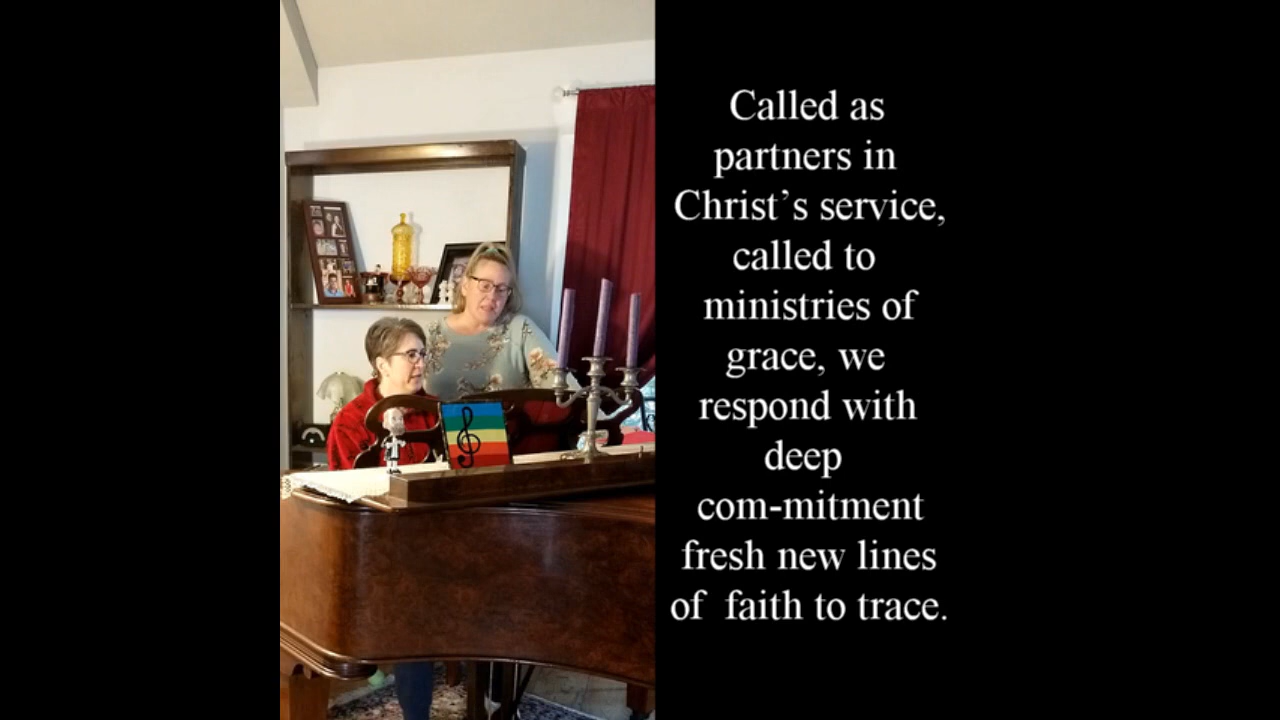 Called as
partners in
Christ’s service,
called to
ministries of
grace, we
respond with
deep
com-mitment
fresh new lines
of  faith to trace.